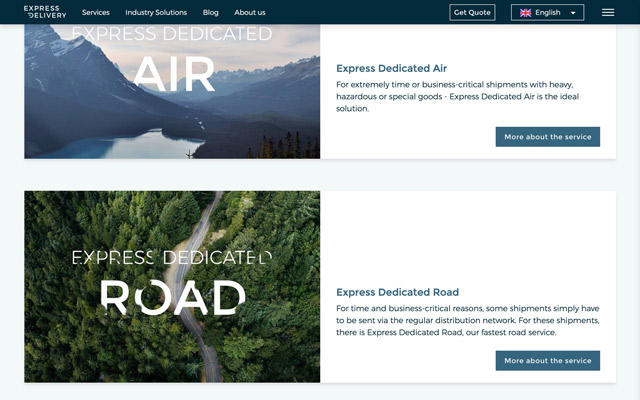 EXPRESS
DELIVERY
Services
Industry Solutions
Blog
About us
Get Quote
English
EXPRESS DEDICATED
AIR
Express Dedicated Air
For extremely time or business-critical shipments with heavy,
hazardous or special goods - Express Dedicated Air is the ideal
solution.
More about the service
EXPRESS DEDICATED
ROAD
Express Dedicated Road
For time and business-critical reasons, some shipments simply have
to be sent via the regular distribution network. For these shipments,
there is Express Dedicated Road, our fastest road service.
More about the service